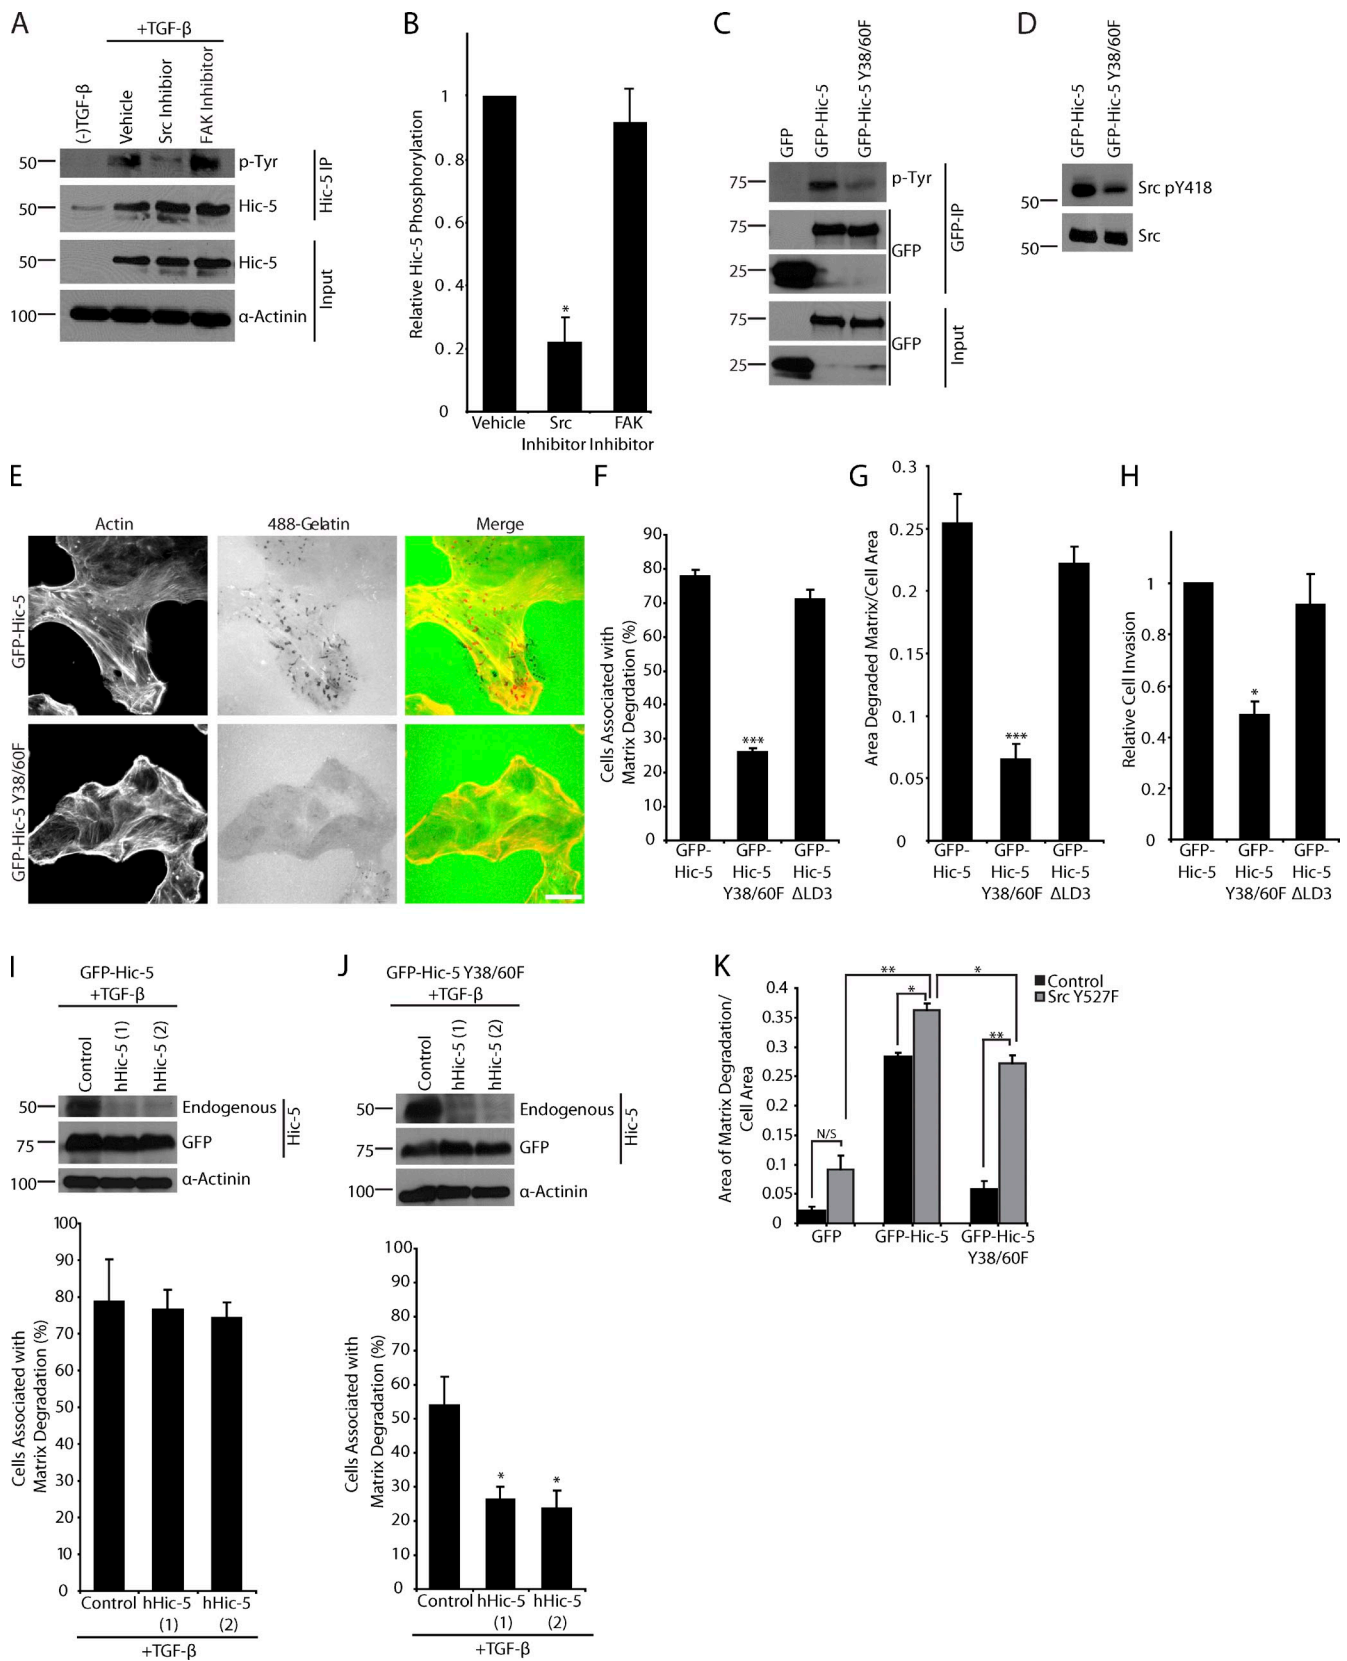 A
+TGF-β
(-)TGF-β
Vehicle
Src Inhibior
FAK Inhibitor
50
p-Tyr
50
Hic-5
Hic-5 IP
50
Hic-5
100
α-Actinin
Input
B
Relative Hic-5 Phosphorylation
1
0.8
0.6
0.4
0.2
0
*
Vehicle
Src
Inhibitor
FAK
Inhibitor
C
GFP
GFP-Hic-5
GFP-Hic-5 Y38/60F
75
p-Tyr
75
25
GFP
GFP-IP
75
25
GFP
Input
D
GFP-Hic-5
GFP-Hic-5 Y38/60F
50
Src pY418
50
Src
E
Actin
488-Gelatin
Merge
GFP-Hic-5
GFP-Hic-5 Y38/60F
F
Cells Associated with
Matrix Degrdation (%)
90
80
70
60
50
40
30
20
10
0
***
GFP-
Hic-5
GFP-
Hic-5
Y38/60F
GFP-
Hic-5
ΔLD3
G
Area Degraded Matrix/Cell Area
0.3
0.25
0.2
0.15
0.1
0.05
0
***
GFP-
Hic-5
GFP-
Hic-5
Y38/60F
GFP-
Hic-5
ΔLD3
H
Relative Cell Invasion
1
0.8
0.6
0.4
0.2
0
*
GFP-
Hic-5
GFP-
Hic-5
Y38/60F
GFP-
Hic-5
ΔLD3
I
GFP-Hic-5
+TGF-β
Control
hHic-5 (1)
hHic-5 (2)
50
Endogenous
75
GFP
Hic-5
100
α-Actinin
Cells Associated with
Matrix Degradation (%)
100
90
80
70
60
50
40
30
20
10
0
Control
hHic-5
(1)
hHic-5
(2)
+TGF-β
J
GFP-Hic-5 Y38/60F
+TGF-β
Control
hHic-5 (1)
hHic-5 (2)
50
Endogenous
75
GFP
Hic-5
100
α-Actinin
Cells Associated with
Matrix Degradation (%)
100
90
80
70
60
50
40
30
20
10
0
*
*
Control
hHic-5
(1)
hHic-5
(2)
+TGF-β
K
Area of Matrix Degradation/
Cell Area
0.4
0.35
0.3
0.25
0.2
0.15
0.1
0.05
0
N/S
**
*
*
**
Control
Src Y527F
GFP
GFP-Hic-5
GFP-Hic-5
Y38/60F